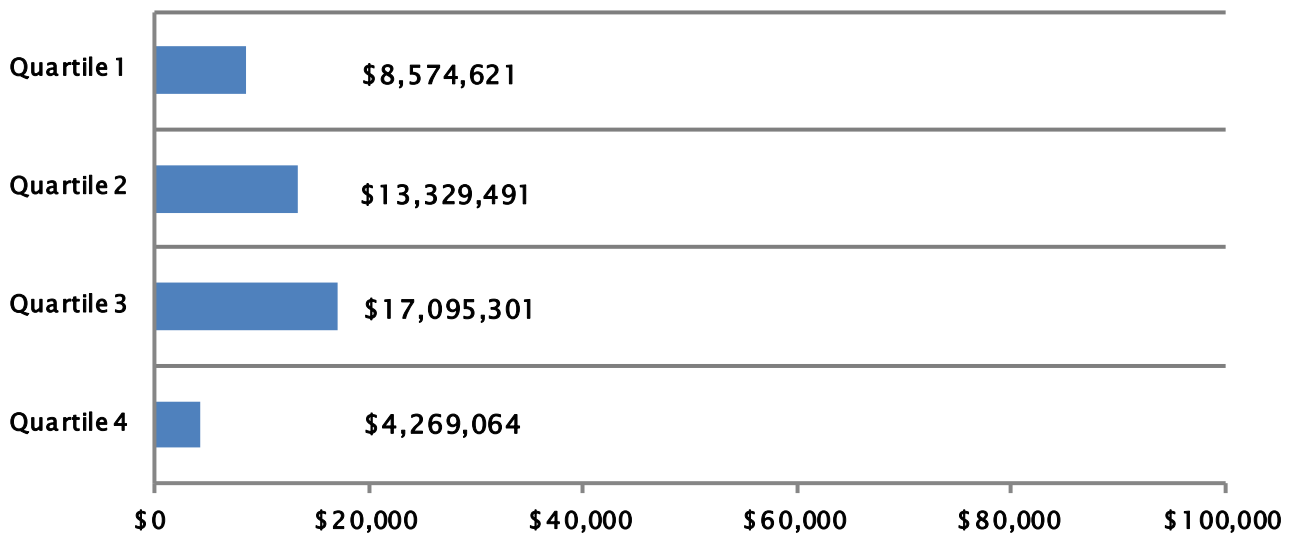 Quartile 1 $8,574,621
Quartile 2 $13,329,491
Quartile 3 $17,095,301
Quartile 4 $4,269,064
$0 $20,000 $40,000 $60,000 $80,000 $100,000